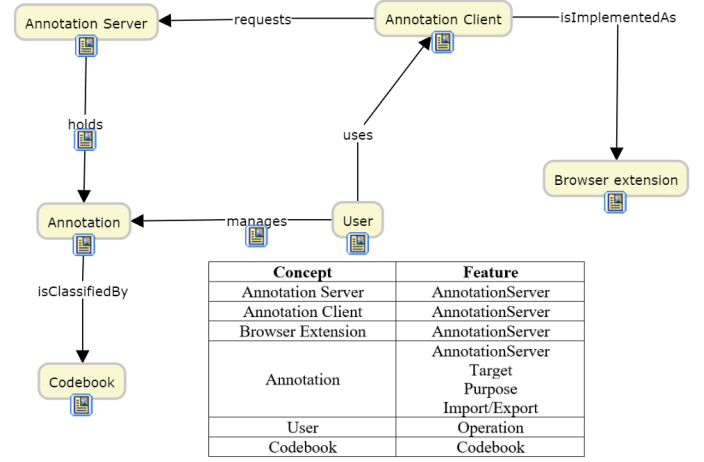 Annotation Server
requests
Annotation Client
isImplementedAs
holds
uses
Browser extension
Annotation
manages
User
isClassifiedBy
Codebook
Concept Feature
Annotation Server AnnotationServer
Annotation Client AnnotationServer
Browser Extension AnnotationServer
Annotation AnnotationServer
Target
Purpose
Import/Export
User Operation
Codebook Codebook